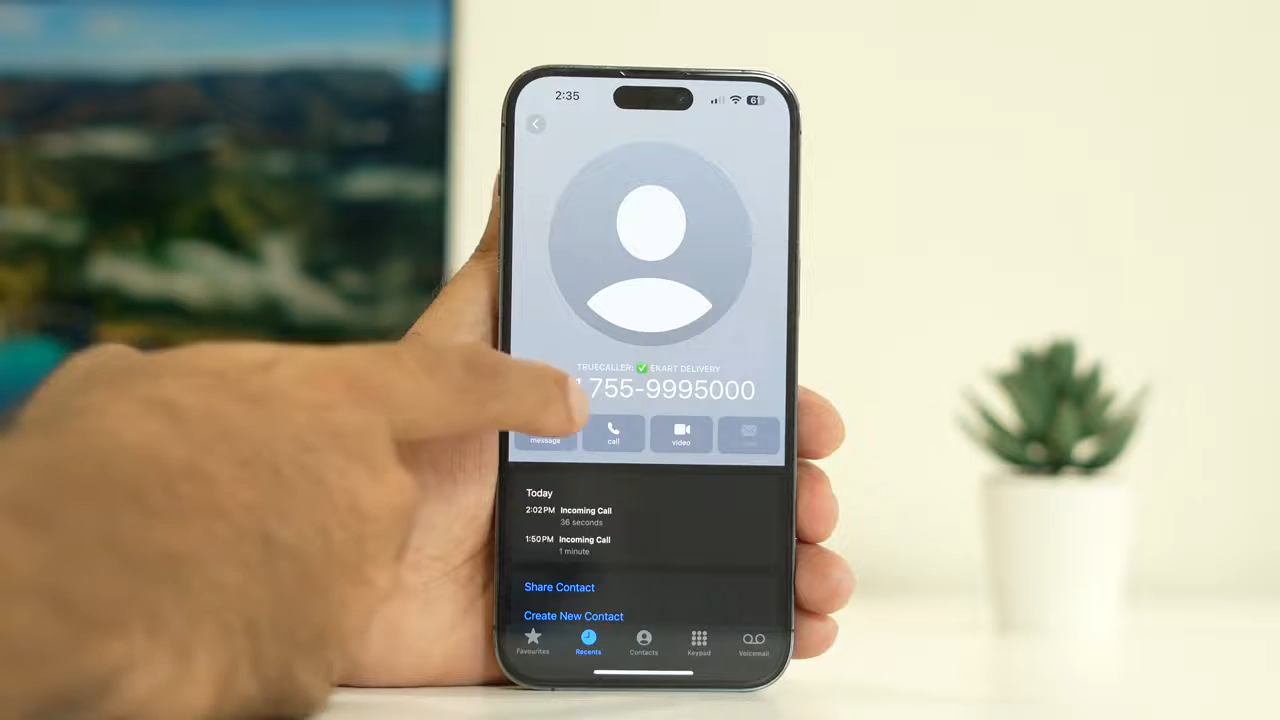 2:35
61
TRUECALLER: ✅ EKART DELIVERY
755-9995000
message call video
Today
2:02 PM Incoming Call
36 seconds
1:50 PM Incoming Call
1 minute
Share Contact
Create New Contact
Favourites Recents Contacts Keypad Voicemail